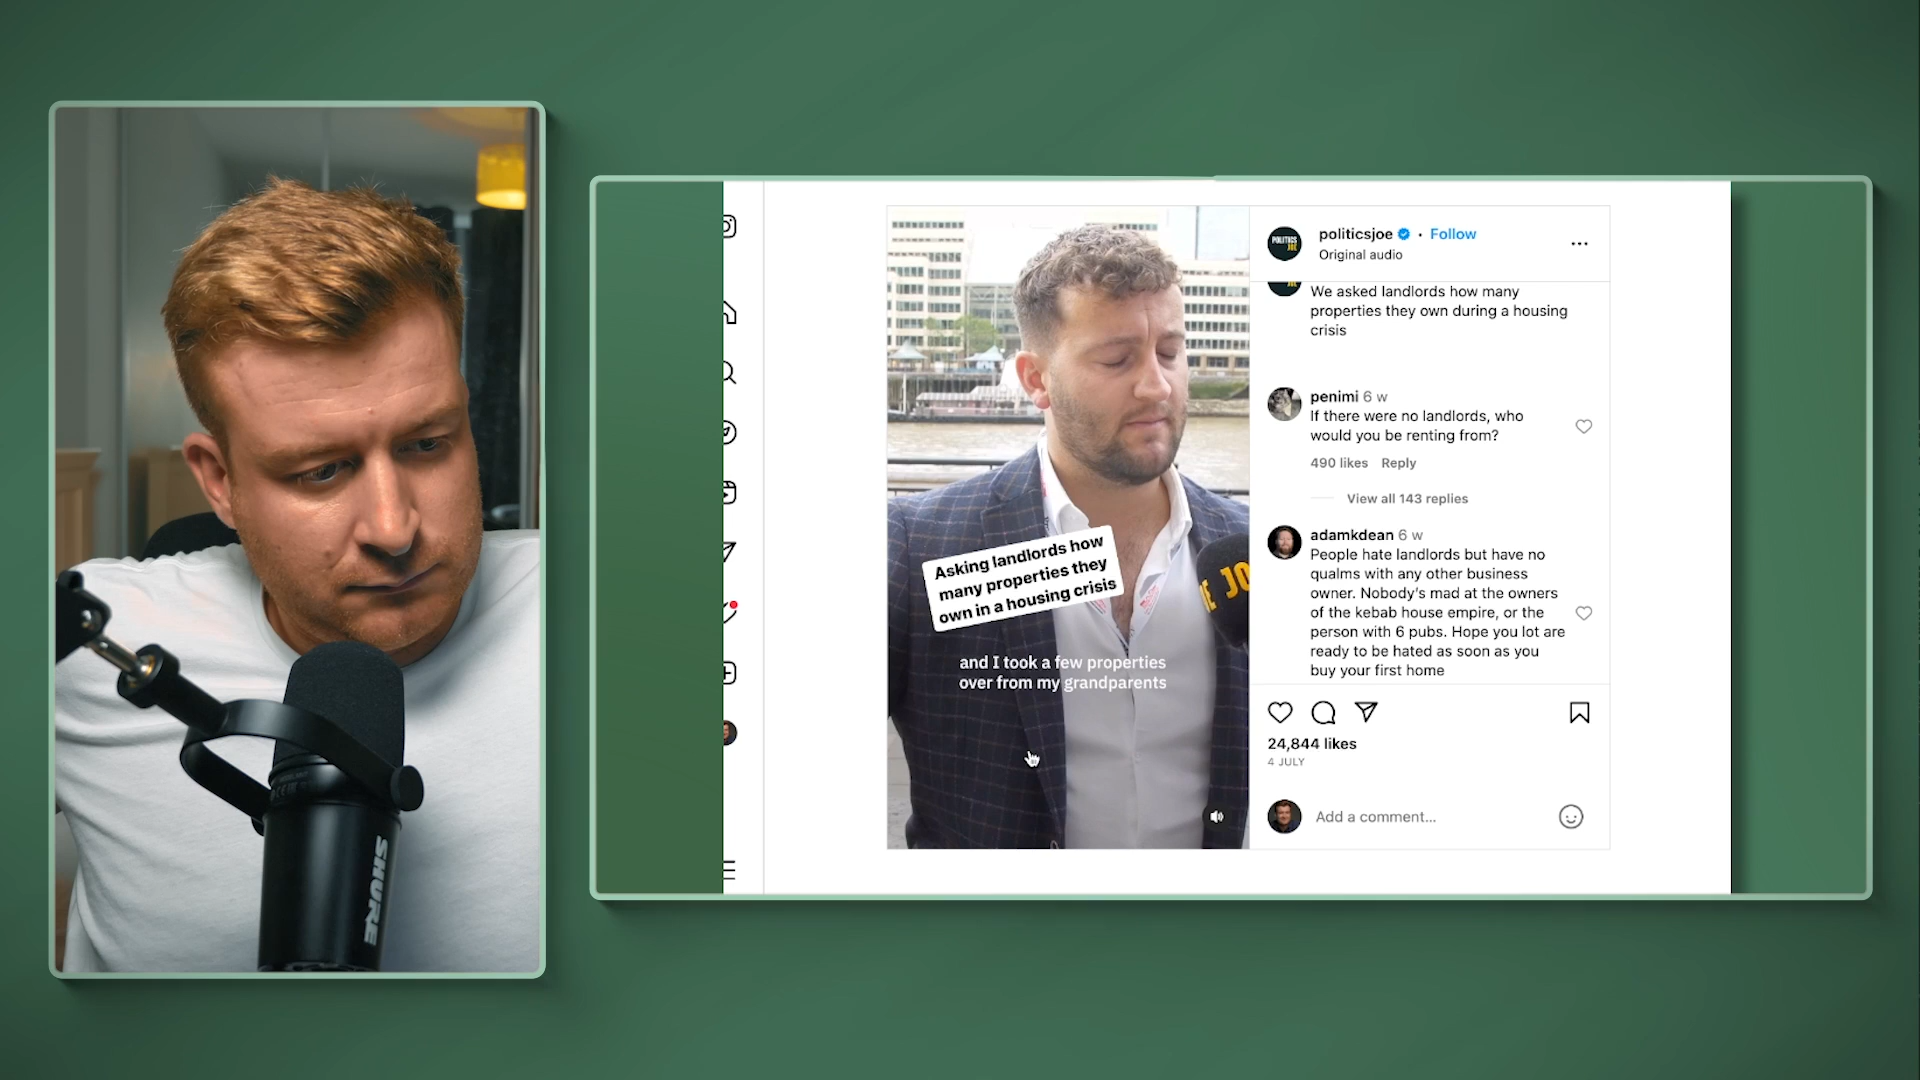 SHURE
Asking landlords how
many properties they
own in a housing crisis
and I took a few properties
over from my grandparents
POLITICS
JOE
politicsjoe · Follow
Original audio
We asked landlords how many
properties they own during a housing
crisis
penimi 6 w
If there were no landlords, who
would you be renting from?
490 likes Reply
View all 143 replies
adamkdean 6 w
People hate landlords but have no
qualms with any other business
owner. Nobody's mad at the owners
of the kebab house empire, or the
person with 6 pubs. Hope you lot are
ready to be hated as soon as you
buy your first home
24,844 likes
4 JULY
Add a comment...